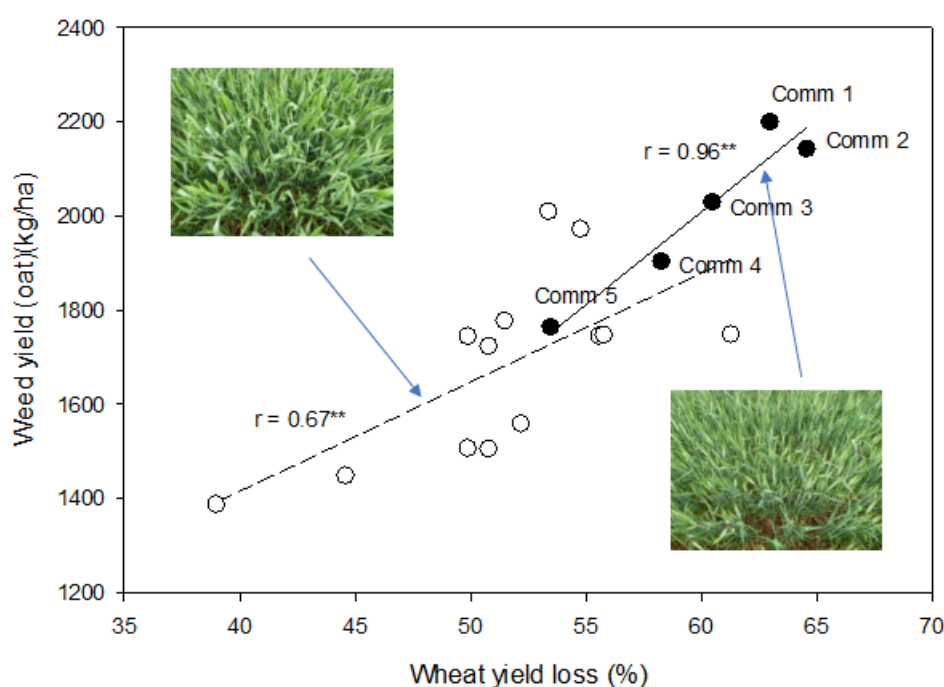 2400
2200
2000
1800
1600
1400
1200
Weed yield (oat)(kg/ha)
Comm 1
r = 0.96**
Comm 2
Comm 3
Comm 4
Comm 5
r = 0.67**
35 40 45 50 55 60 65 70
Wheat yield loss (%)